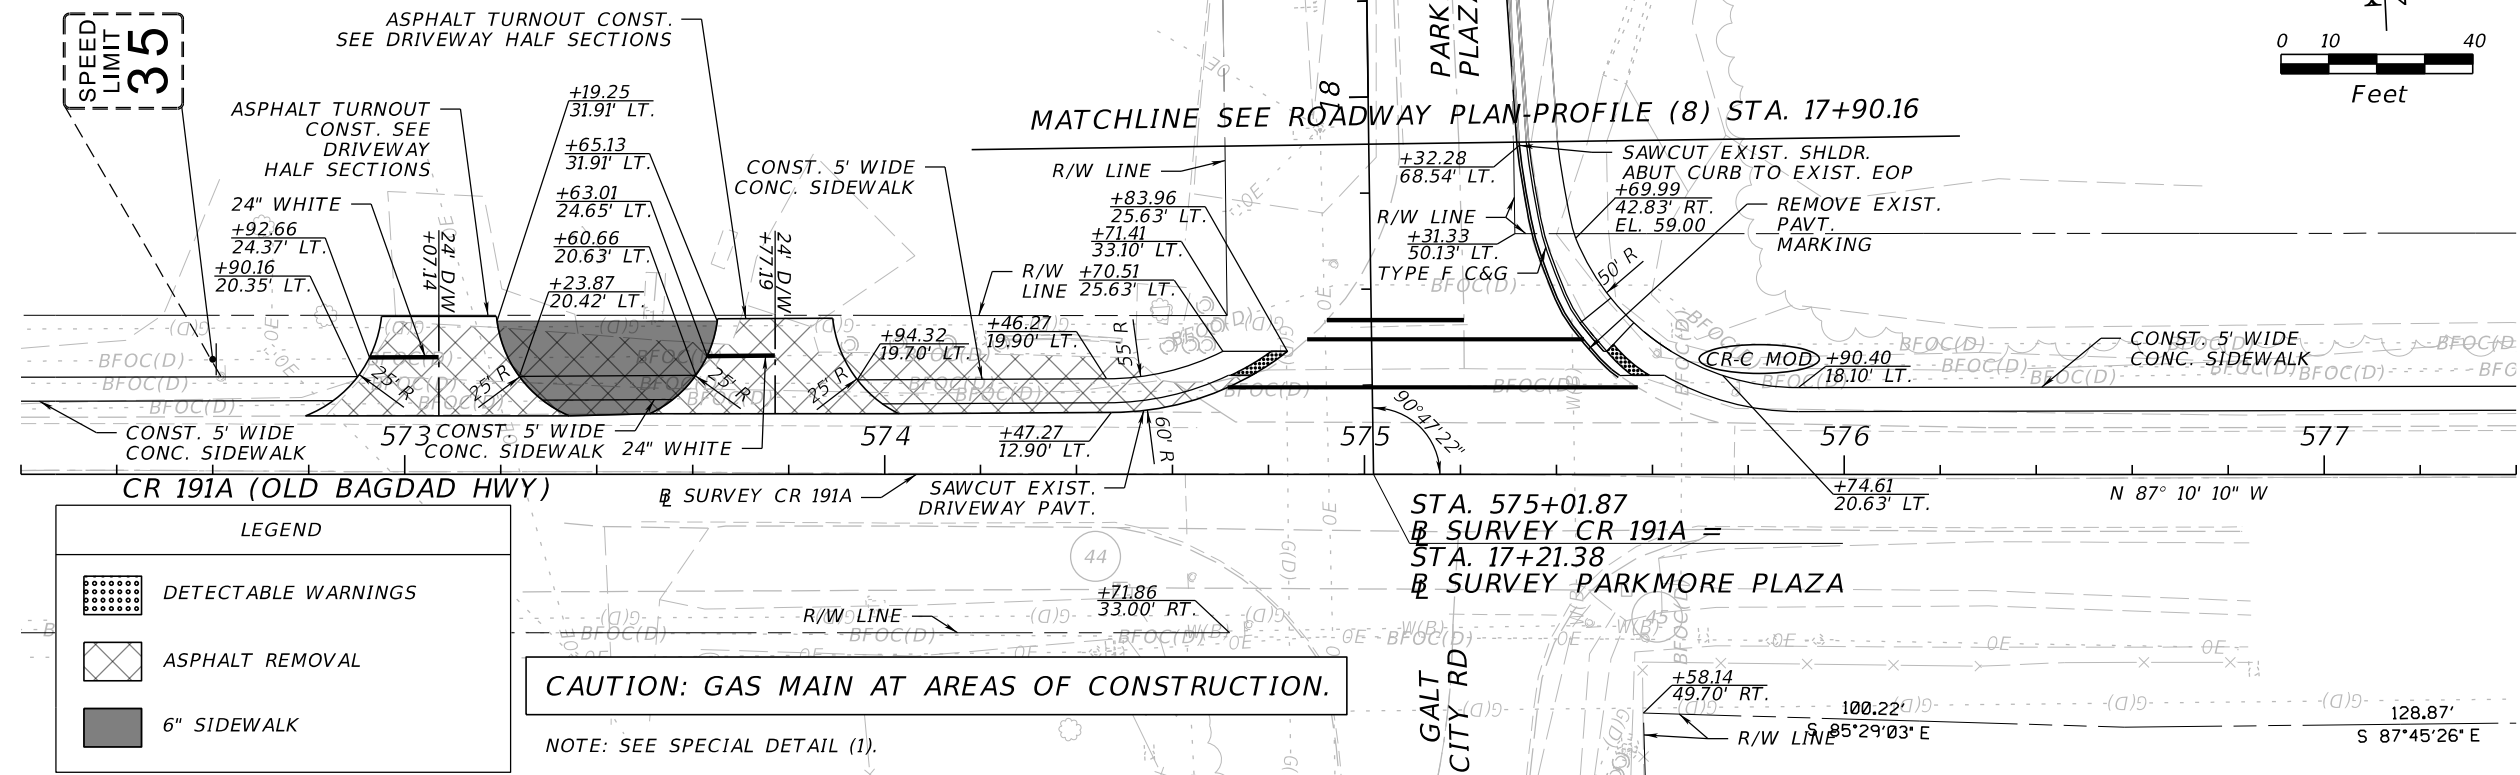 SPEED
LIMIT
35
ASPHALT TURNOUT CONST.
SEE DRIVEWAY HALF SECTIONS
ASPHALT TURNOUT
CONST. SEE
DRIVEWAY
HALF SECTIONS
24" WHITE
+92.66
24.37' LT.
+90.16
20.35' LT.
+07.14
24' D/W
+19.25
31.91' LT.
+65.13
31.91' LT.
+63.01
24.65' LT.
+60.66
20.63' LT.
+23.87
20.42' LT.
+77.19
24' D/W
CONST. 5' WIDE
CONC. SIDEWALK
R/W
LINE
+94.32
19.70' LT.
+46.27
19.90' LT.
MATCHLINE SEE ROADWAY PLAN-PROFILE (8) STA. 17+90.16
R/W LINE
+83.96
25.63' LT.
+71.41
33.10' LT.
+70.51
25.63' LT.
55' R
18
PARK
PLAZA
0 10 40
Feet
+32.28
68.54' LT.
R/W LINE
+31.33
50.13' LT.
TYPE F C&G
SAWCUT EXIST. SHLDR.
ABUT CURB TO EXIST. EOP
+69.99
42.83' RT.
EL. 59.00
REMOVE EXIST.
PAVT.
MARKING
50' R
CR-C MOD.
+90.40
18.10' LT.
CONST. 5' WIDE
CONC. SIDEWALK
25' R
25' R
25' R
25' R
CONST. 5' WIDE
CONC. SIDEWALK
573
CONST. 5' WIDE
CONC. SIDEWALK
24" WHITE
574
+47.27
12.90' LT.
60' R
575
90°47'22"
576
577
CR 191A (OLD BAGDAD HWY)
BL SURVEY CR 191A
SAWCUT EXIST.
DRIVEWAY PAVT.
+74.61
20.63' LT.
N 87° 10' 10" W
STA. 575+01.87
BL SURVEY CR 191A =
STA. 17+21.38
BL SURVEY PARKMORE PLAZA
LEGEND
DETECTABLE WARNINGS
ASPHALT REMOVAL
6" SIDEWALK
44
45
R/W LINE
+71.86
33.00' RT.
CAUTION: GAS MAIN AT AREAS OF CONSTRUCTION.
NOTE: SEE SPECIAL DETAIL (1).
GALT
CITY RD
+58.14
49.70' RT.
R/W LINE
100.22'
S 85°29'03" E
128.87'
S 87°45'26" E
BFOC(D)
G(D)
OE
W(B)